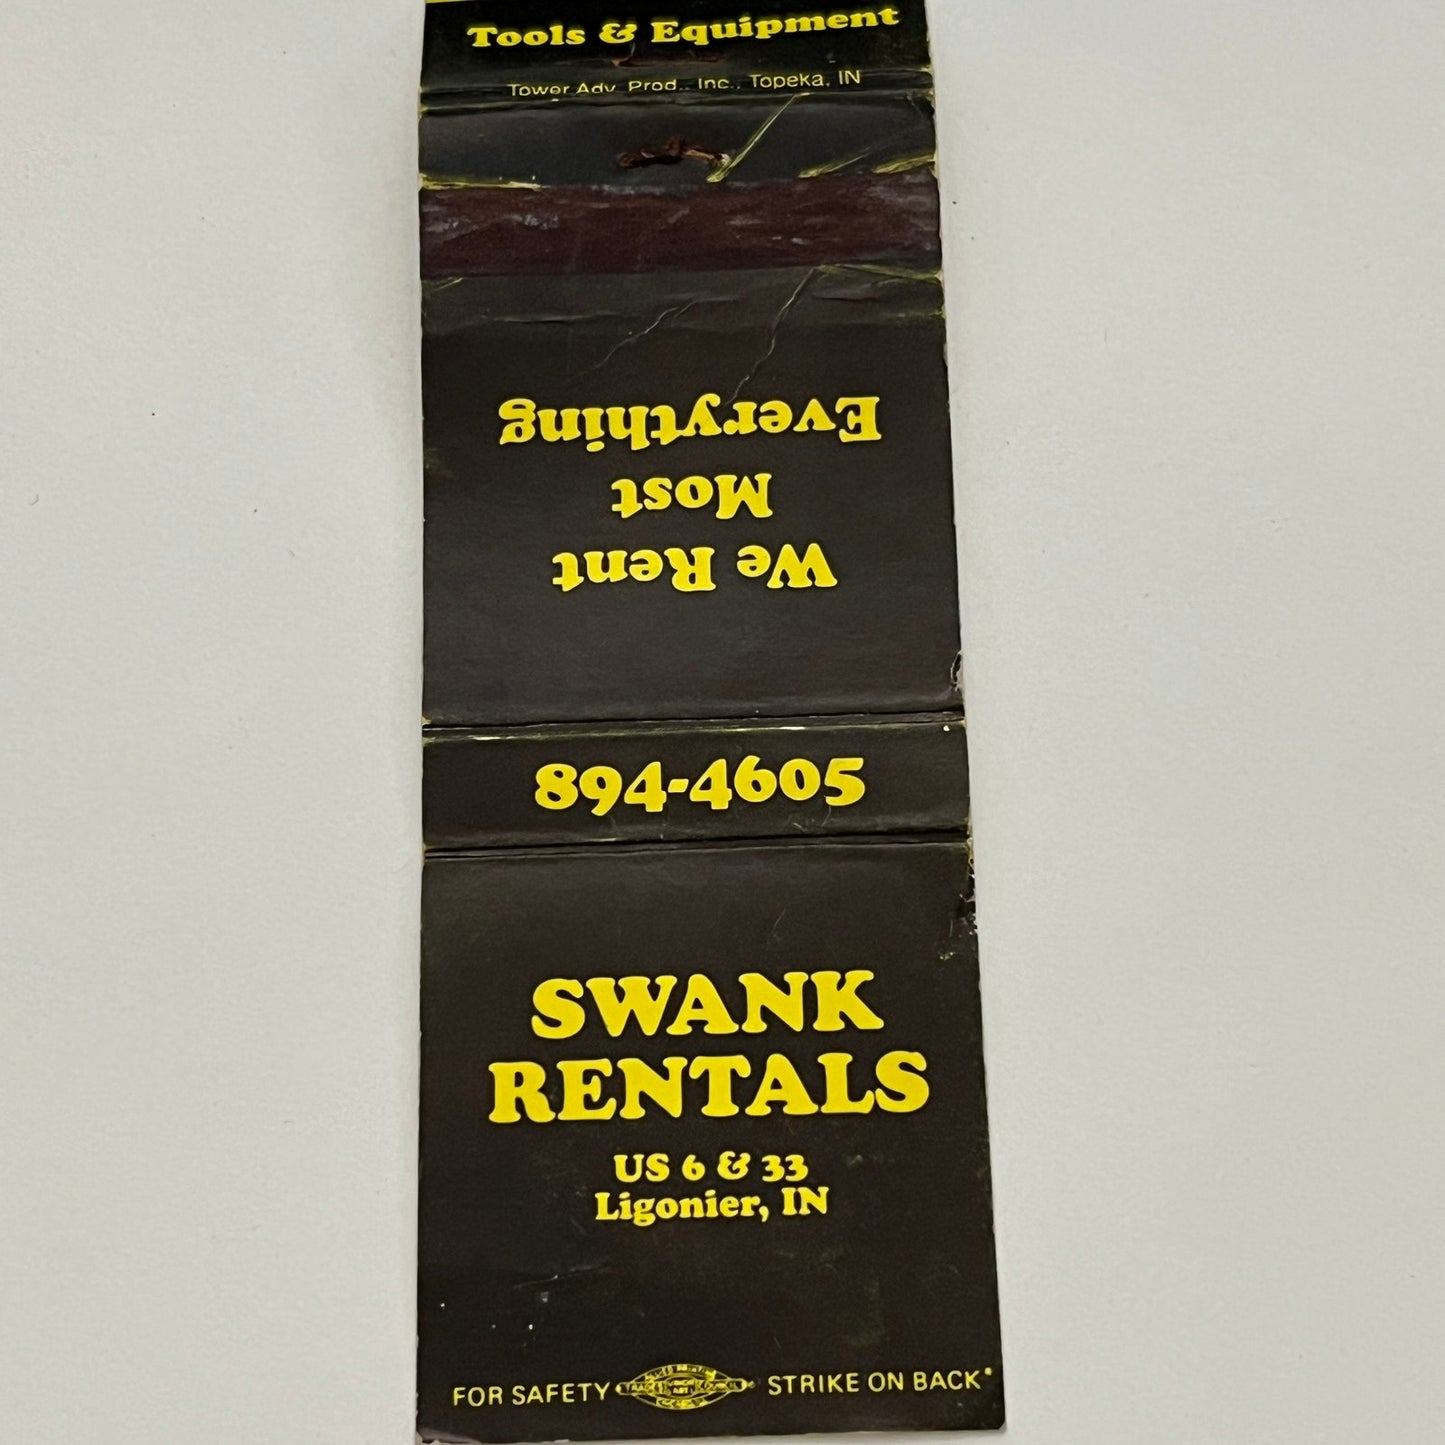 Tools & Equipment
Tower Adv. Prod., Inc., Topeka, IN
We Rent
Most
Everything
894-4605
SWANK
RENTALS
US 6 & 33
Ligonier, IN
FOR SAFETY STRIKE ON BACK